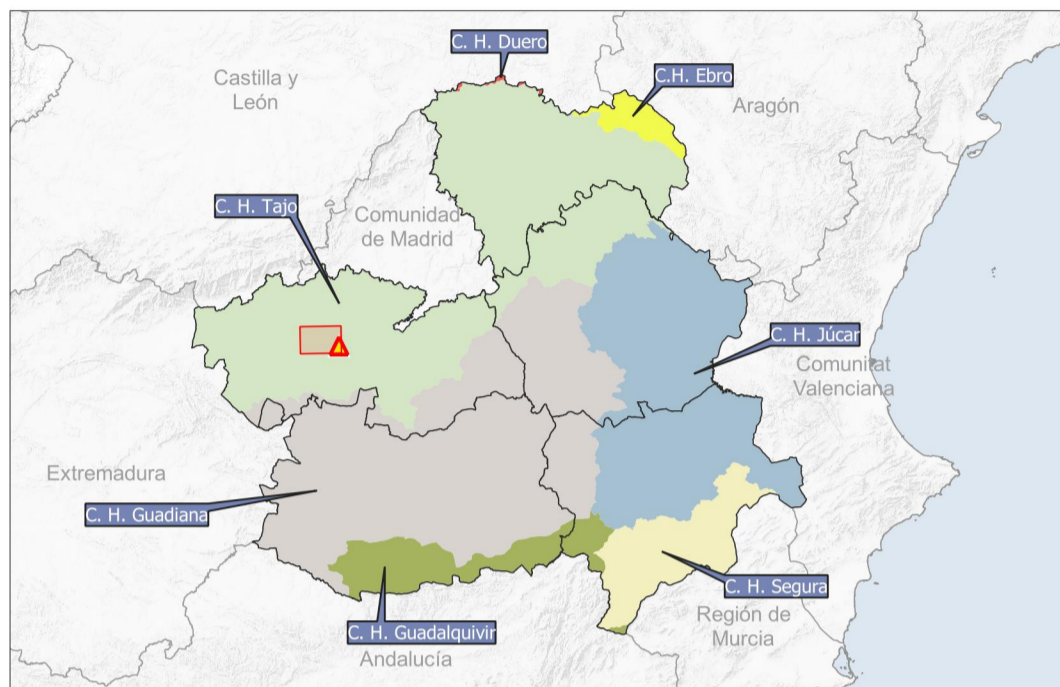 C. H. Duero
Castilla y
León
C.H. Ebro
Aragón
C. H. Tajo
Comunidad
de Madrid
C. H. Júcar
Comunitat
Valenciana
Extremadura
C. H. Guadiana
C. H. Segura
Región de
Murcia
C. H. Guadalquivir
Andalucía